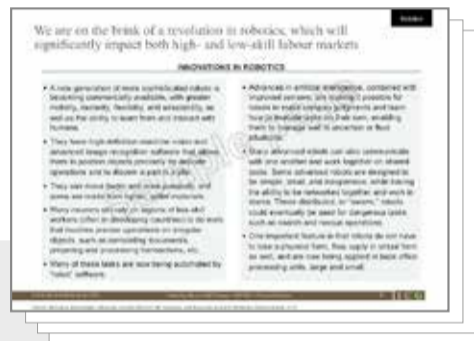 We are on the brink of a revolution in robotics, which will
significantly impact both high- and low-skill labour markets
INNOVATIONS IN ROBOTICS
• A new generation of more sophisticated robots is
becoming commercially available, with greater
mobility, dexterity, flexibility, and adaptability, as
well as the ability to learn from and interact with
humans.
• They have high-definition machine vision and
advanced image recognition software that allows
them to position objects precisely for delicate
operations and to discern a part in a pile.
• They can move faster and more precisely, and
some are made from lighter, softer materials.
• Many industries rely on of low-skill
workers (often in developing countries) to do work
that involves precise operations on irregular
objects, such as
preparing and processing transactions, etc.
• Many of these tasks are now being automated by
"robot" software.
• Advances in artificial intelligence, combined with
improved sensors, are making it possible for
robots to make complex judgments and learn
how to execute tasks on their own, enabling
them to manage well in uncertain or fluid
situations.
• Many advanced robots can also communicate
with one another and work together on shared
tasks. Some advanced robots are designed to
be simple, small, and inexpensive, while having
the ability to be networked together and work in
teams. These distributed, or "swarm," robots
could eventually be used for dangerous tasks
such as search and rescue operations.
• One important feature is that robots do not have
to take a physical form, they apply in virtual form
as well, and are now being applied in back office
processing units, large and small.